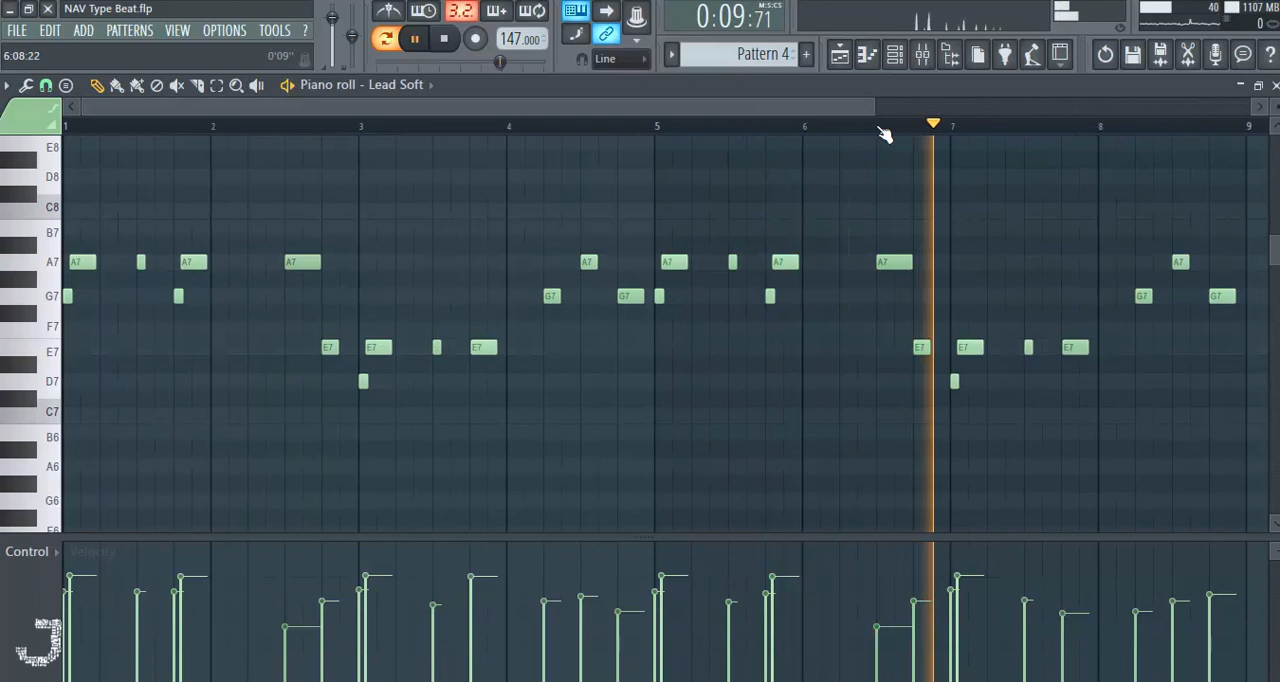 NAV Type Beat.flp
FILE EDIT ADD PATTERNS VIEW OPTIONS TOOLS ?
6:08:22 0'09"
3.2
147.000
0:09:71 M:S:CS
Line
Pattern 4
40 1107 MB
0
Piano roll - Lead Soft
1 2 3 4 5 6 7 8 9
E8
D8
C8
B7
A7 A7 A7 A7 A7 A7 A7 A7 A7
G7 G7 G7 G7 G7
F7
E7 E7 E7 E7 E7 E7 E7
D7
C7
B6
A6
G6
F6
Control Velocity